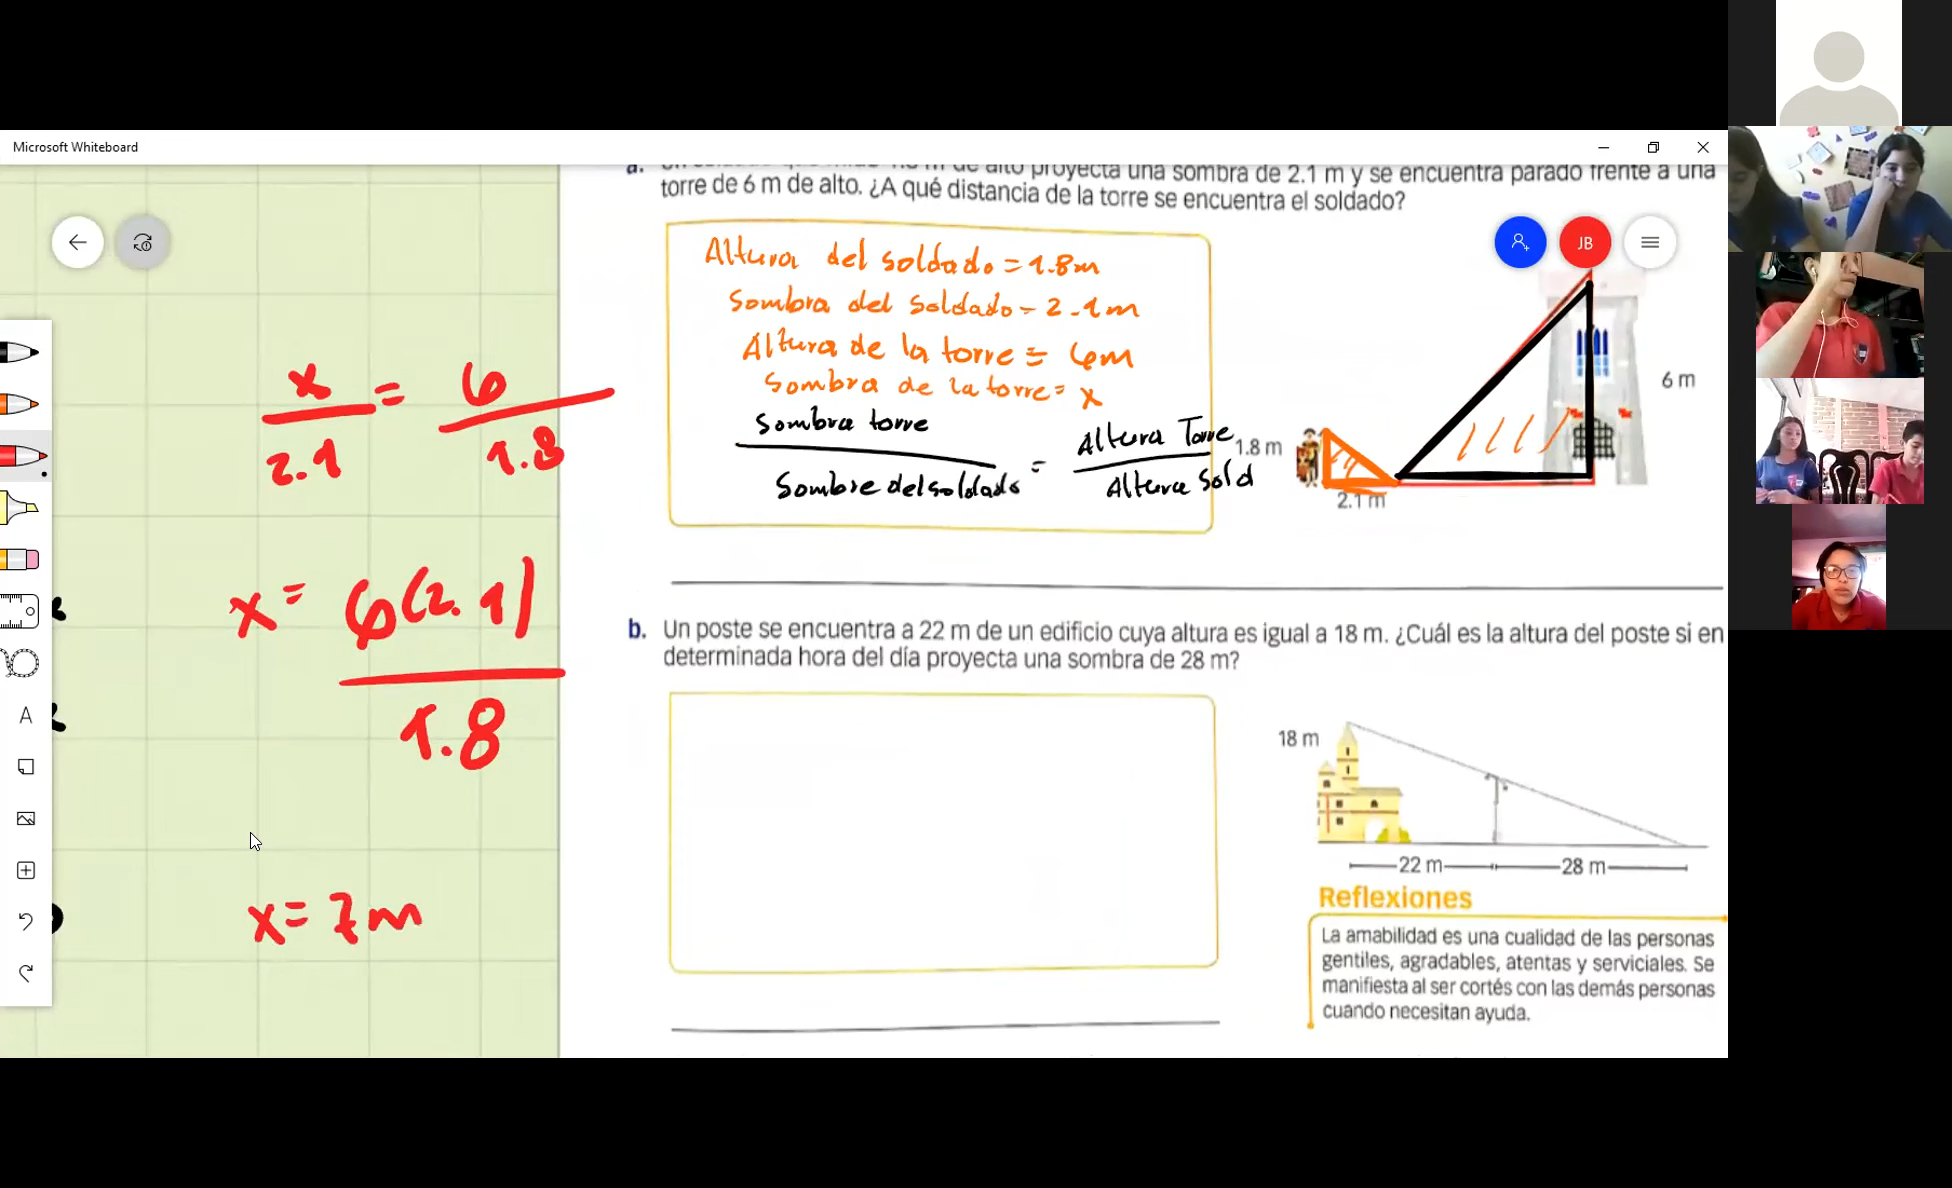 Microsoft Whiteboard
a.
de alto proyecta una sombra de 2.1 m y se encuentra parado frente a una
torre de 6 m de alto. ¿A qué distancia de la torre se encuentra el soldado?
Altura del soldado = 1.8m
Sombra del soldado = 2.1m
Altura de la torre = 6m
Sombra de la torre = x
Sombra torre
Sombre del soldado
=
Altura Torre
Altura Sold
JB
6 m
1.8 m
2.1 m
x/2.1 = 6/1.8
x = 6(2.1)
1.8
x = 7m
b. Un poste se encuentra a 22 m de un edificio cuya altura es igual a 18 m. ¿Cuál es la altura del poste si en
determinada hora del día proyecta una sombra de 28 m?
18 m
22 m
28 m
Reflexiones
La amabilidad es una cualidad de las personas
gentiles, agradables, atentas y serviciales. Se
manifiesta al ser cortés con las demás personas
cuando necesitan ayuda.
A